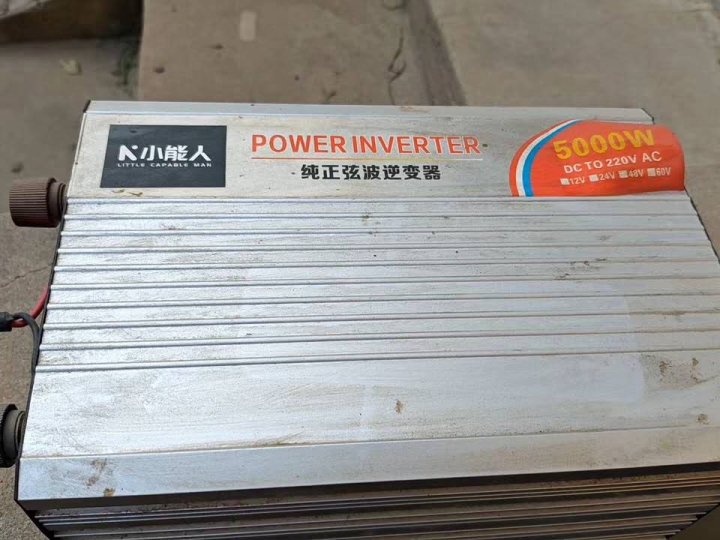 小能人
LITTLE CAPABLE MAN
POWER INVERTER
纯正弦波逆变器
5000W
DC TO 220V AC
12V 24V 48V 60V